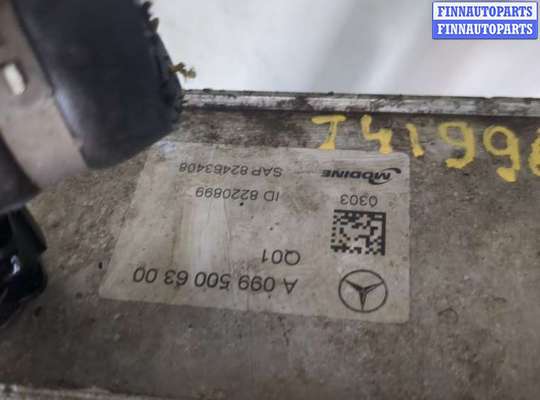 FINNAUTOPARTS
FINNAUTOPARTS
A 099 500 63 00
Q01
0303
ID 8220899
MODINE
SAP 82463408